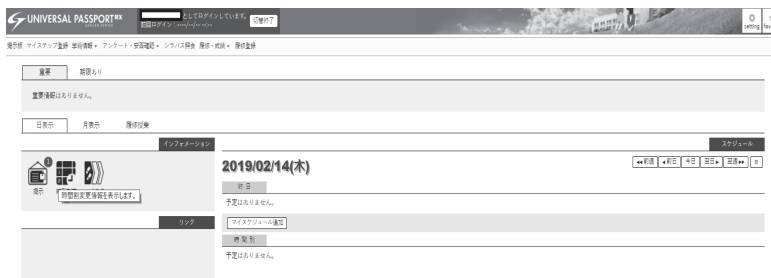 UNIVERSAL PASSPORT RX
としてログインしています。
前回ログイン：----/--/-- --:--
切替終了
setting
掲示板 マイステップ登録 学籍情報 アンケート・安否確認 シラバス照会 履修・成績 履修登録
重要 期限あり
重要情報はありません。
日表示 月表示 履修授業
インフォメーション
スケジュール
1
掲示
時間割変更情報を表示します。
リンク
2019/02/14(木)
前週 前日 今日 翌日 翌週
終日
予定はありません。
マイスケジュール追加
時間別
予定はありません。